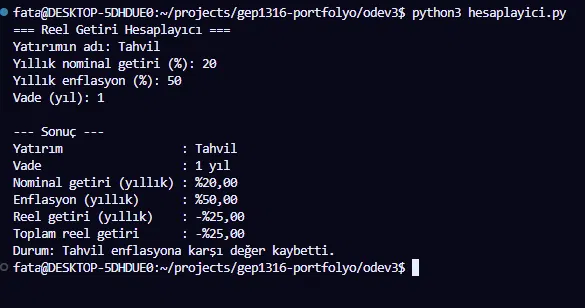 fata@DESKTOP-5DHDUE0:~/projects/gep1316-portfolyo/odev3$ python3 hesaplayici.py
=== Reel Getiri Hesaplayıcı ===
Yatırımın adı: Tahvil
Yıllık nominal getiri (%): 20
Yıllık enflasyon (%): 50
Vade (yıl): 1

--- Sonuç ---
Yatırım                  : Tahvil
Vade                     : 1 yıl
Nominal getiri (yıllık) : %20,00
Enflasyon (yıllık)      : %50,00
Reel getiri (yıllık)    : -%25,00
Toplam reel getiri      : -%25,00
Durum: Tahvil enflasyona karşı değer kaybetti.
fata@DESKTOP-5DHDUE0:~/projects/gep1316-portfolyo/odev3$